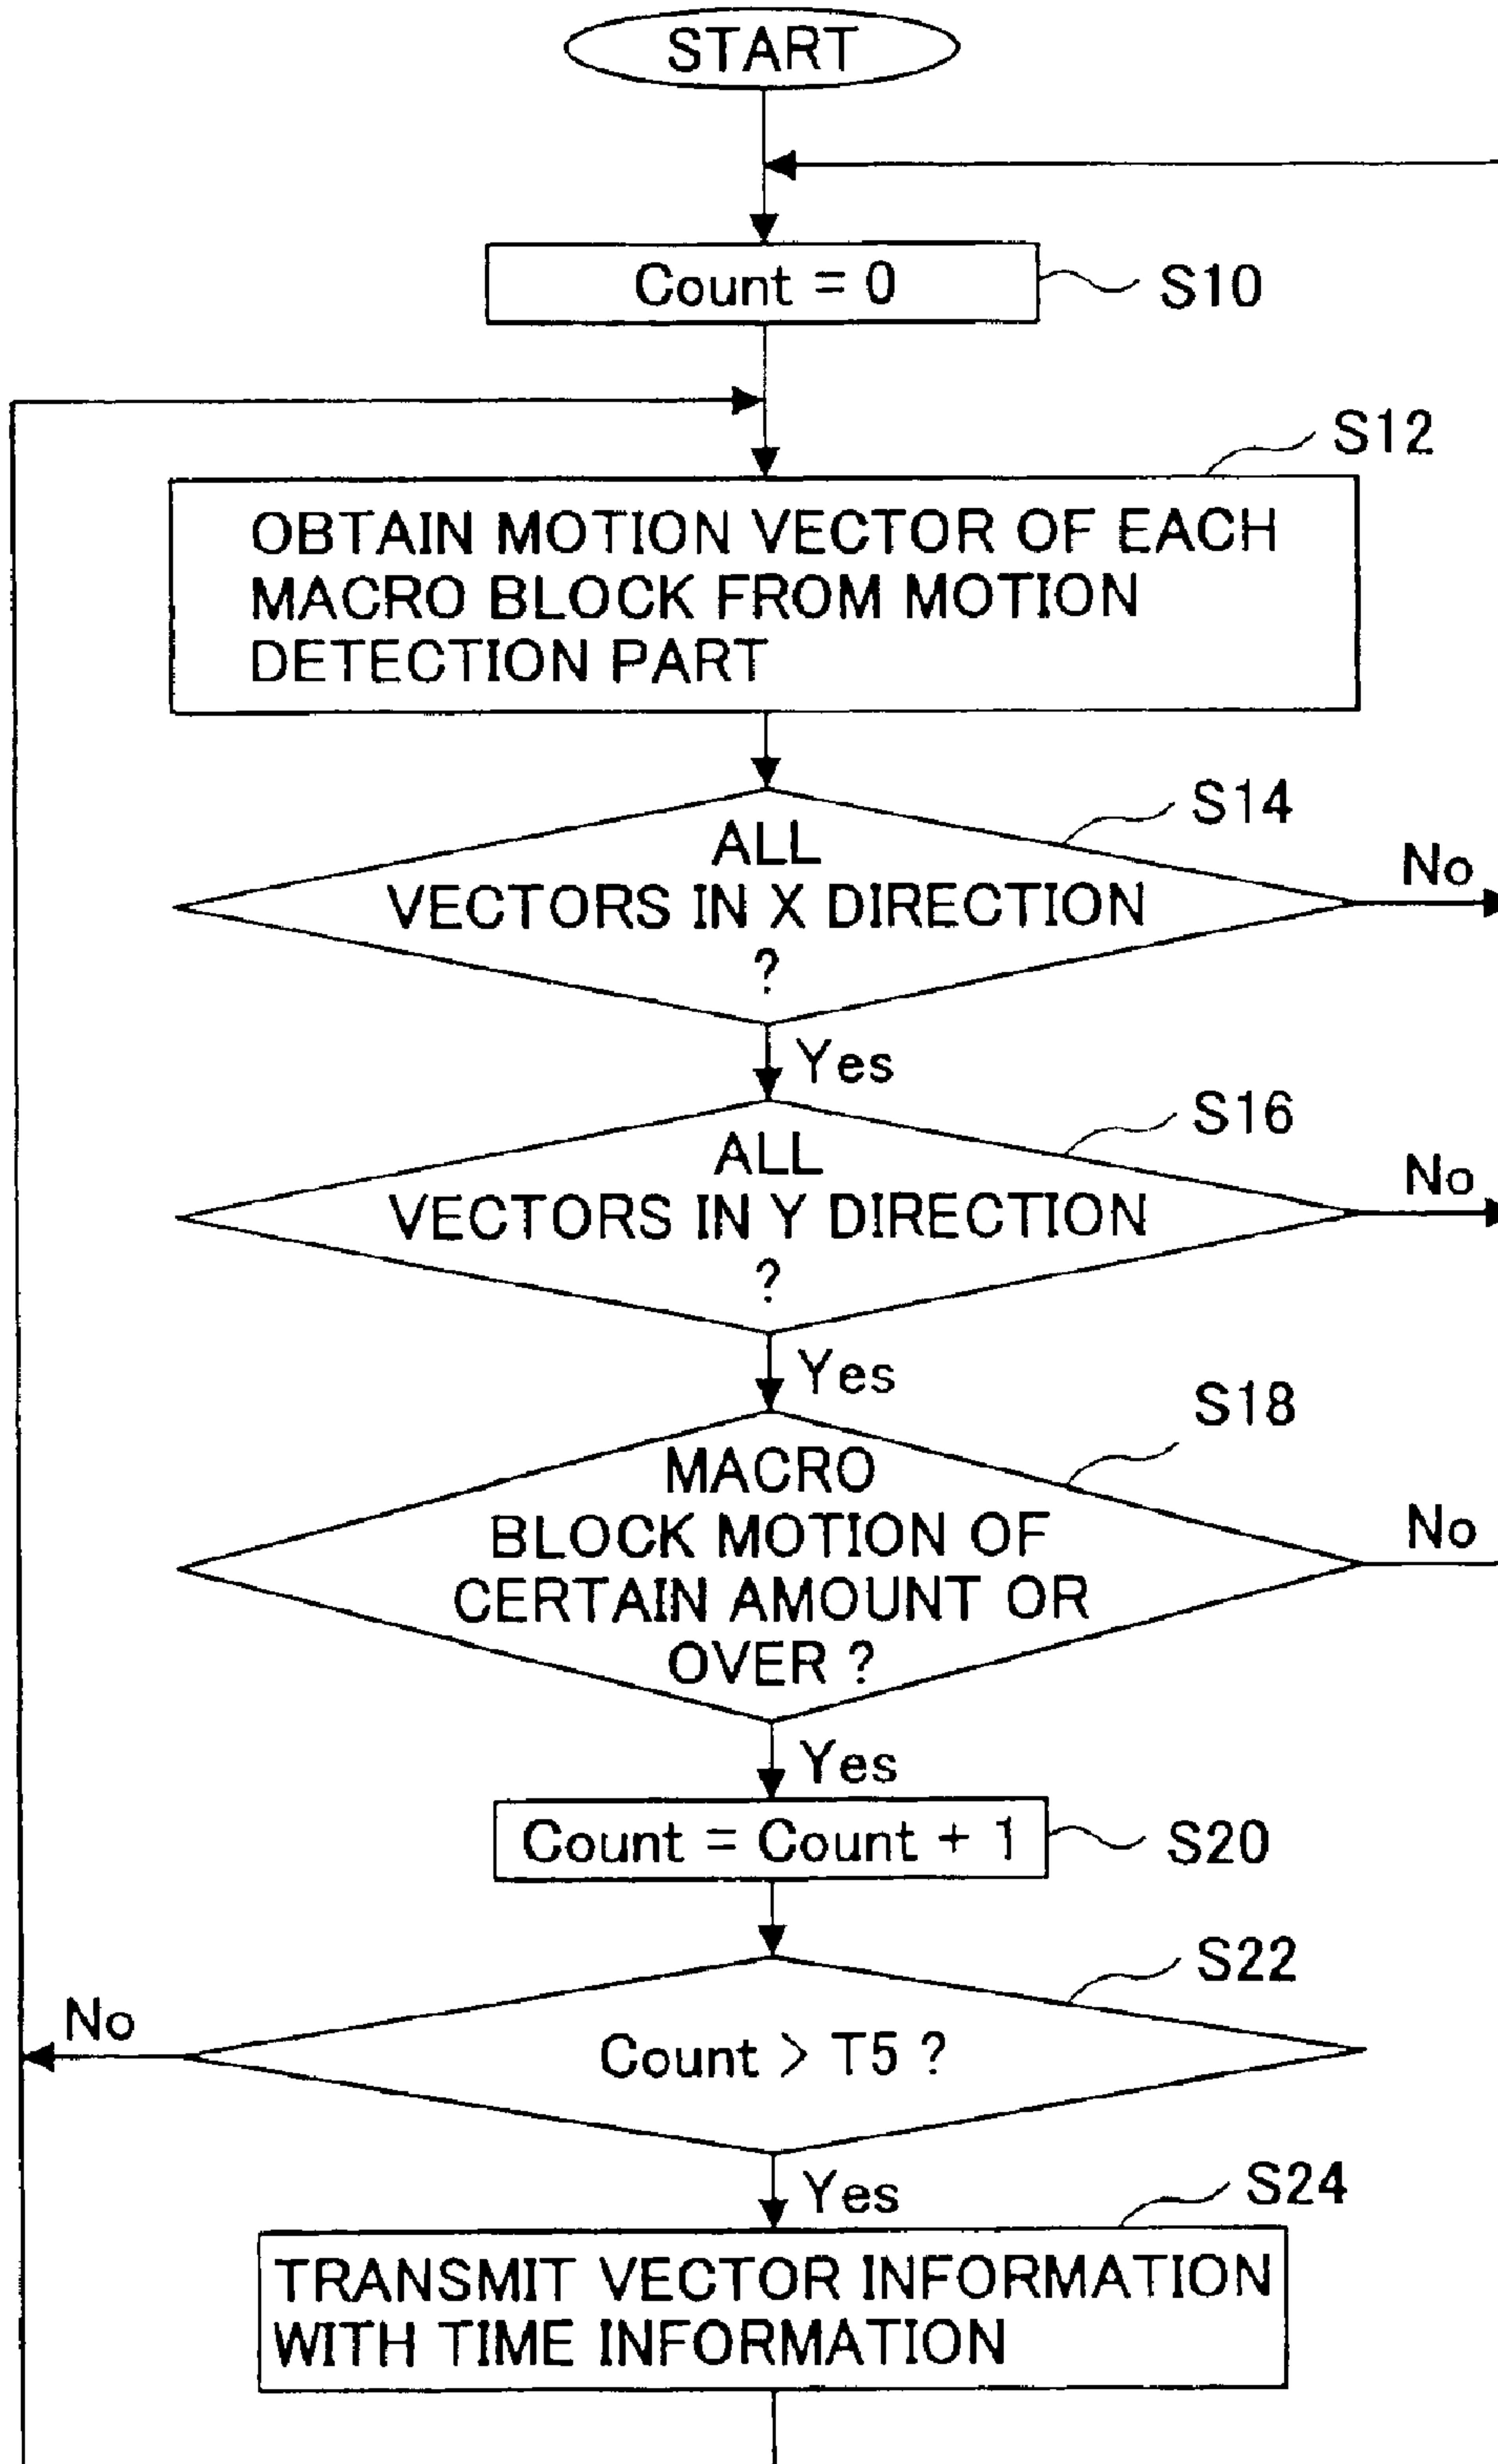 START
Count = 0
S10
S12
OBTAIN MOTION VECTOR OF EACH
MACRO BLOCK FROM MOTION
DETECTION PART
S14
ALL
VECTORS IN X DIRECTION
?
No
Yes
S16
ALL
VECTORS IN Y DIRECTION
?
No
Yes
S18
MACRO
BLOCK MOTION OF
CERTAIN AMOUNT OR
OVER ?
No
Yes
Count = Count + 1
S20
S22
Count > T5 ?
No
Yes
S24
TRANSMIT VECTOR INFORMATION
WITH TIME INFORMATION